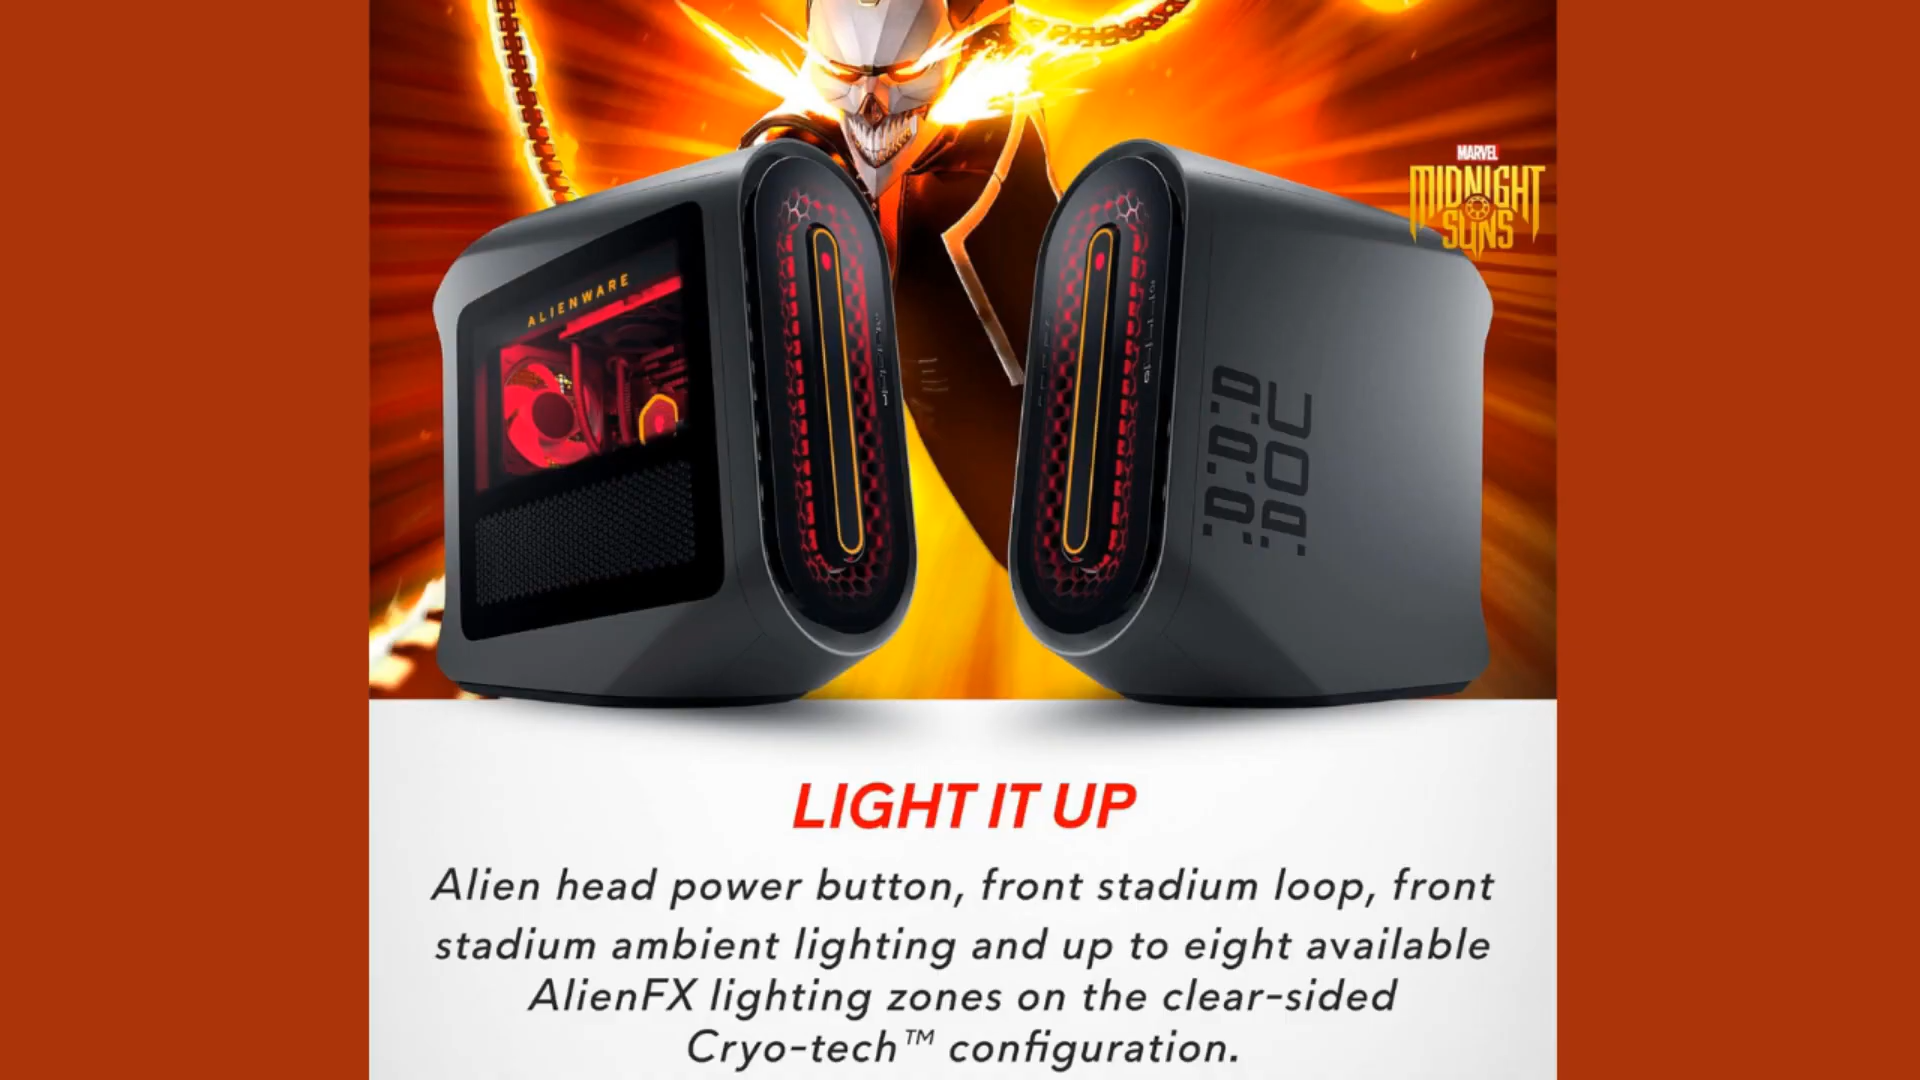 MARVEL
MIDNIGHT
SUNS
ALIENWARE
LIGHT IT UP
Alien head power button, front stadium loop, front
stadium ambient lighting and up to eight available
AlienFX lighting zones on the clear-sided
Cryo-tech™ configuration.